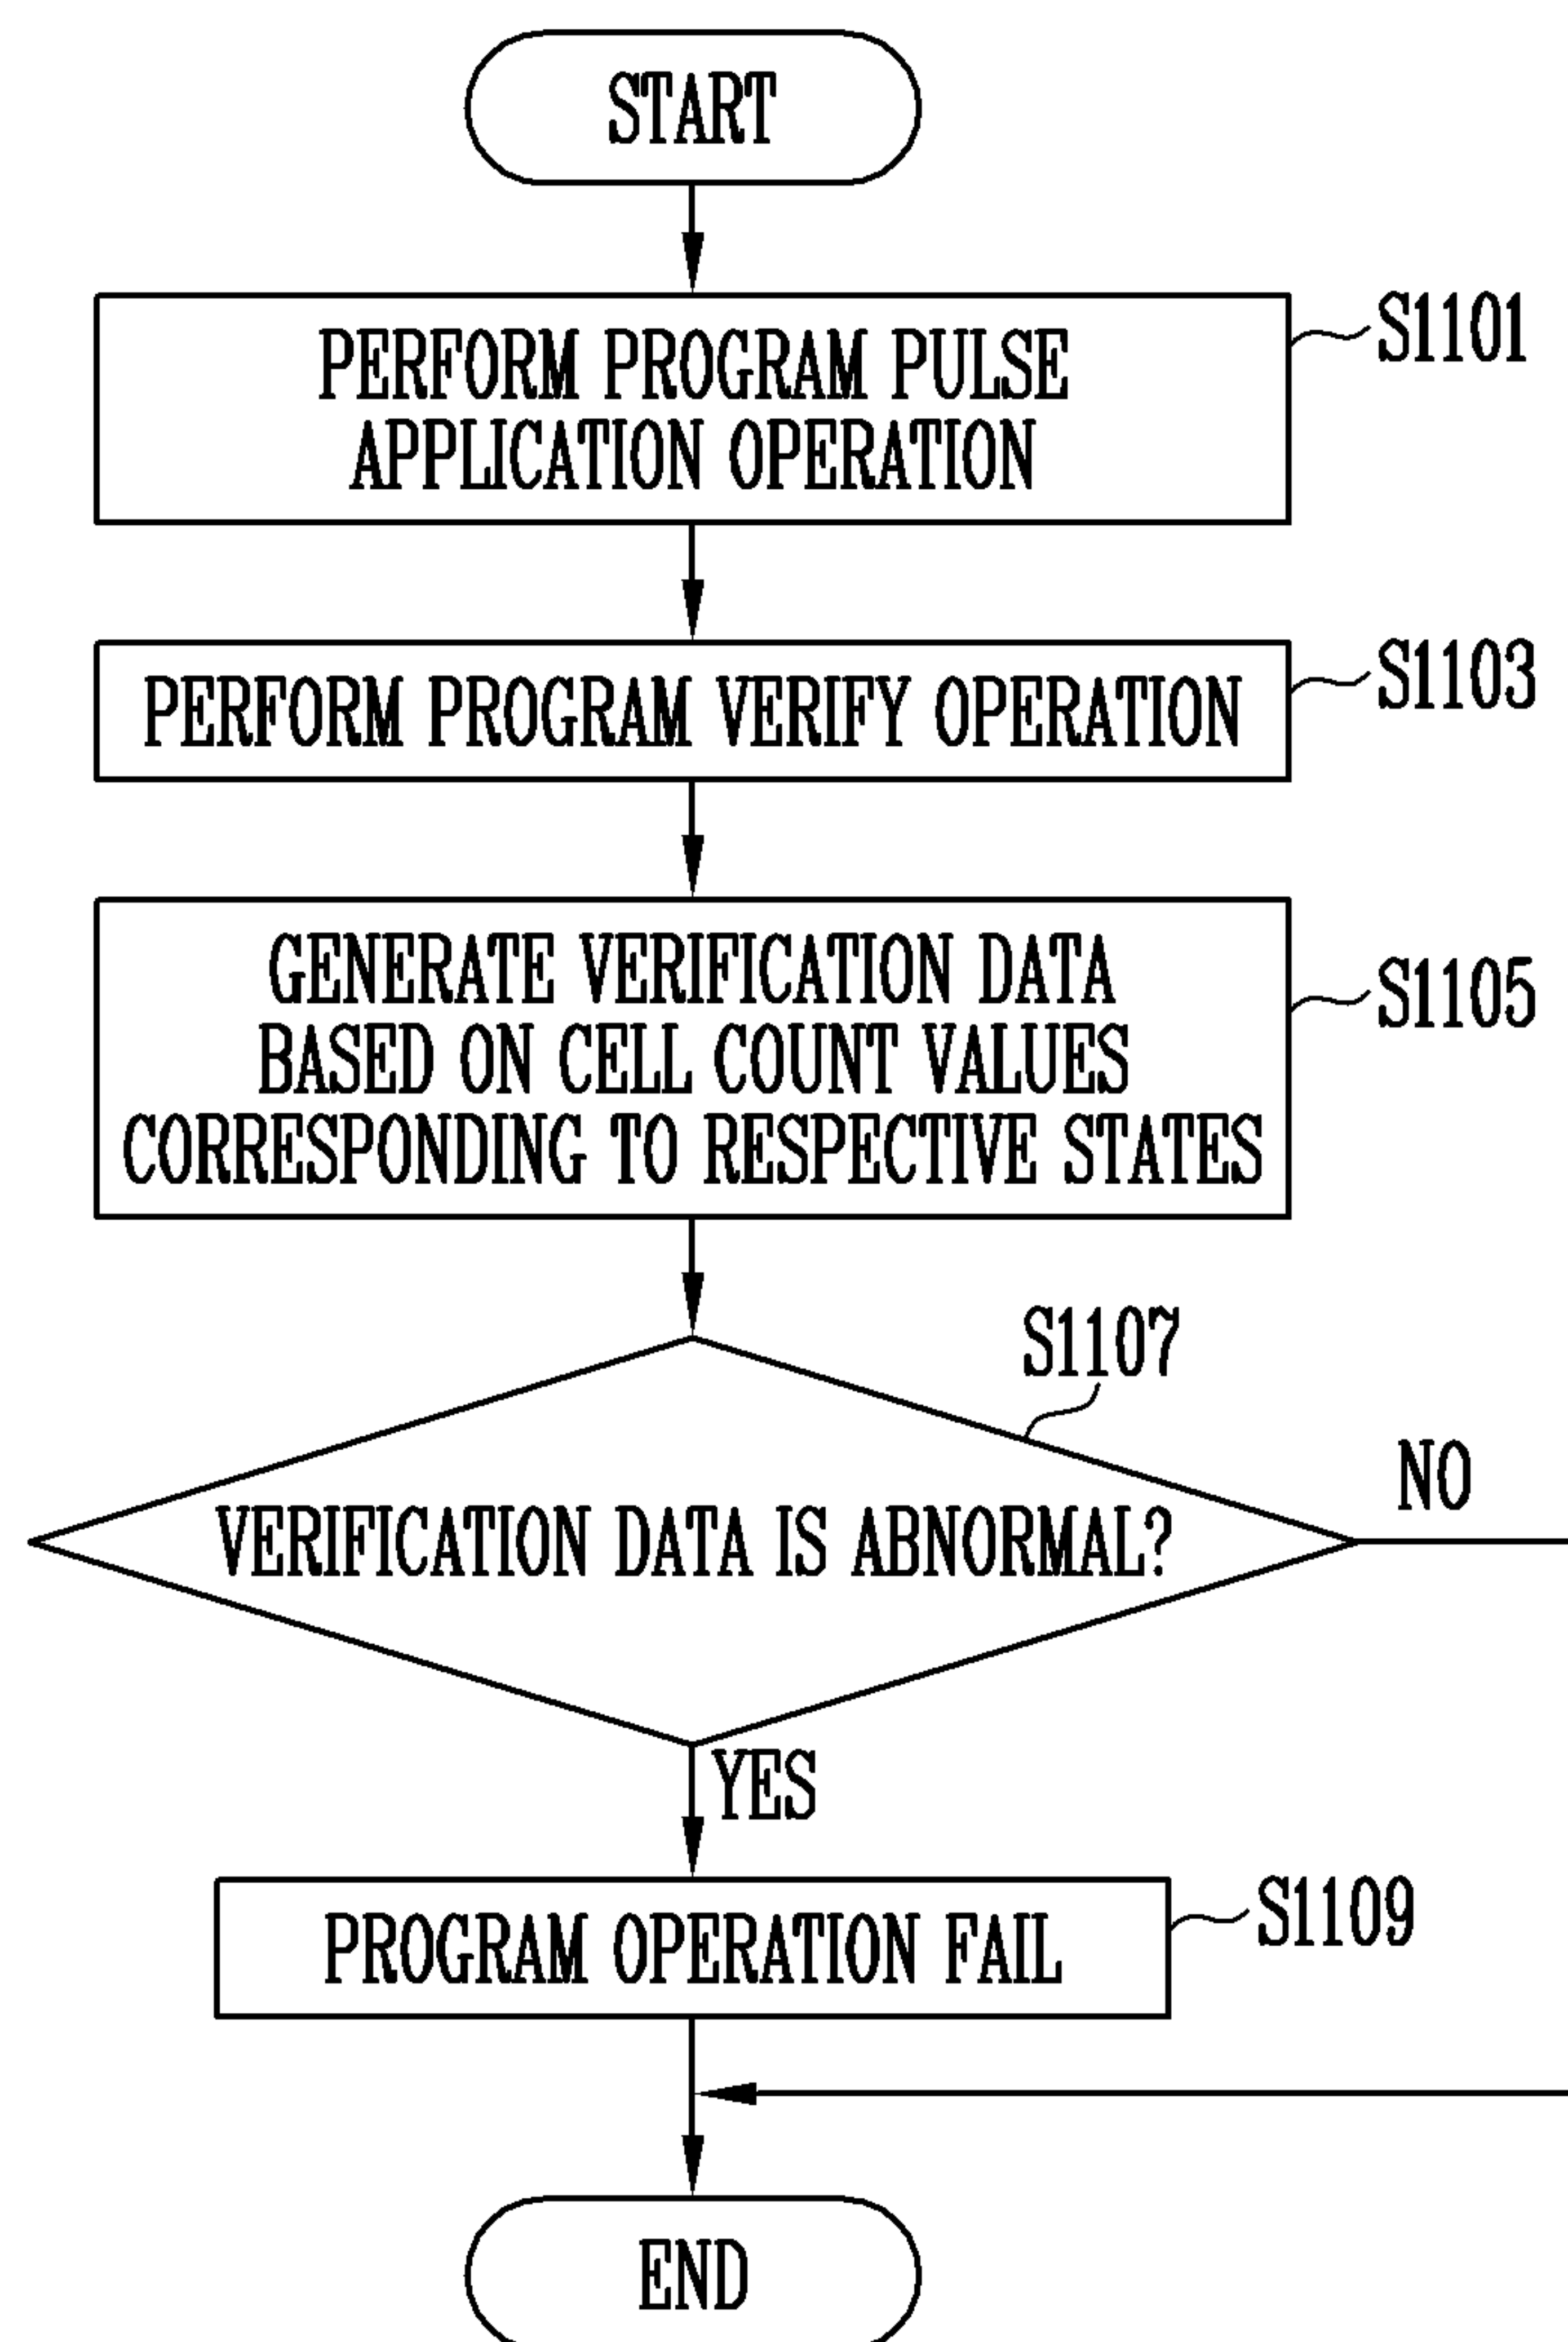 START
PERFORM PROGRAM PULSE
APPLICATION OPERATION
S1101
PERFORM PROGRAM VERIFY OPERATION
S1103
GENERATE VERIFICATION DATA
BASED ON CELL COUNT VALUES
CORRESPONDING TO RESPECTIVE STATES
S1105
S1107
VERIFICATION DATA IS ABNORMAL?
NO
YES
PROGRAM OPERATION FAIL
S1109
END